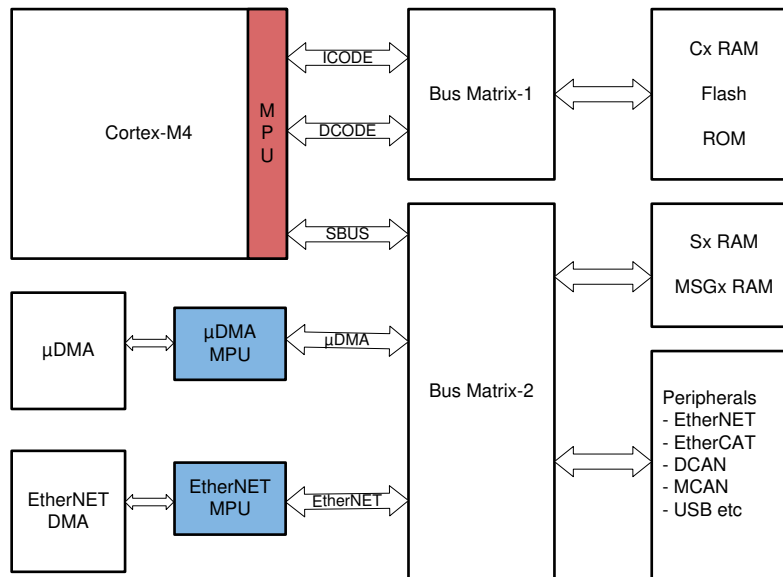 Cortex-M4
M
P
U
ICODE
DCODE
SBUS
Bus Matrix-1
Cx RAM
Flash
ROM
µDMA
µDMA
MPU
µDMA
EtherNET
DMA
EtherNET
MPU
EtherNET
Bus Matrix-2
Sx RAM
MSGx RAM
Peripherals
- EtherNET
- EtherCAT
- DCAN
- MCAN
- USB etc